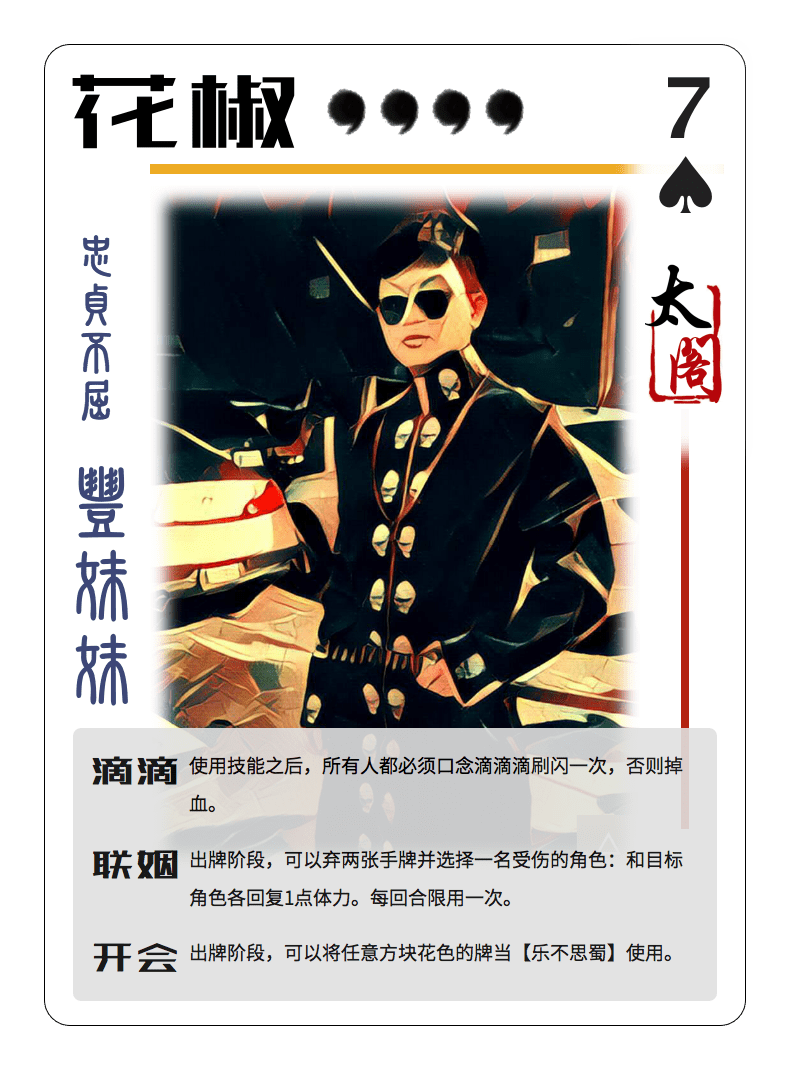 花椒
7
太
阁
忠貞不屈
豐妹妹
滴滴 使用技能之后，所有人都必须口念滴滴滴刷闪一次，否则掉
血。
联姻 出牌阶段，可以弃两张手牌并选择一名受伤的角色：和目标
角色各回复1点体力。每回合限用一次。
开会 出牌阶段，可以将任意方块花色的牌当【乐不思蜀】使用。